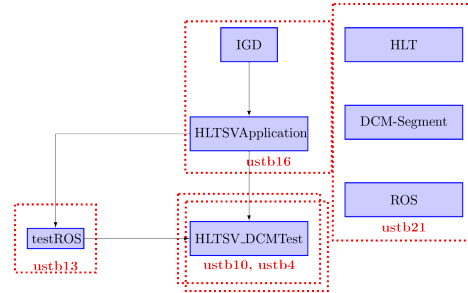 IGD
HLT
HLTSVApplication
DCM-Segment
ustb16
ROS
ustb21
testROS
HLTSV_DCMTest
ustb13
ustb10, ustb4